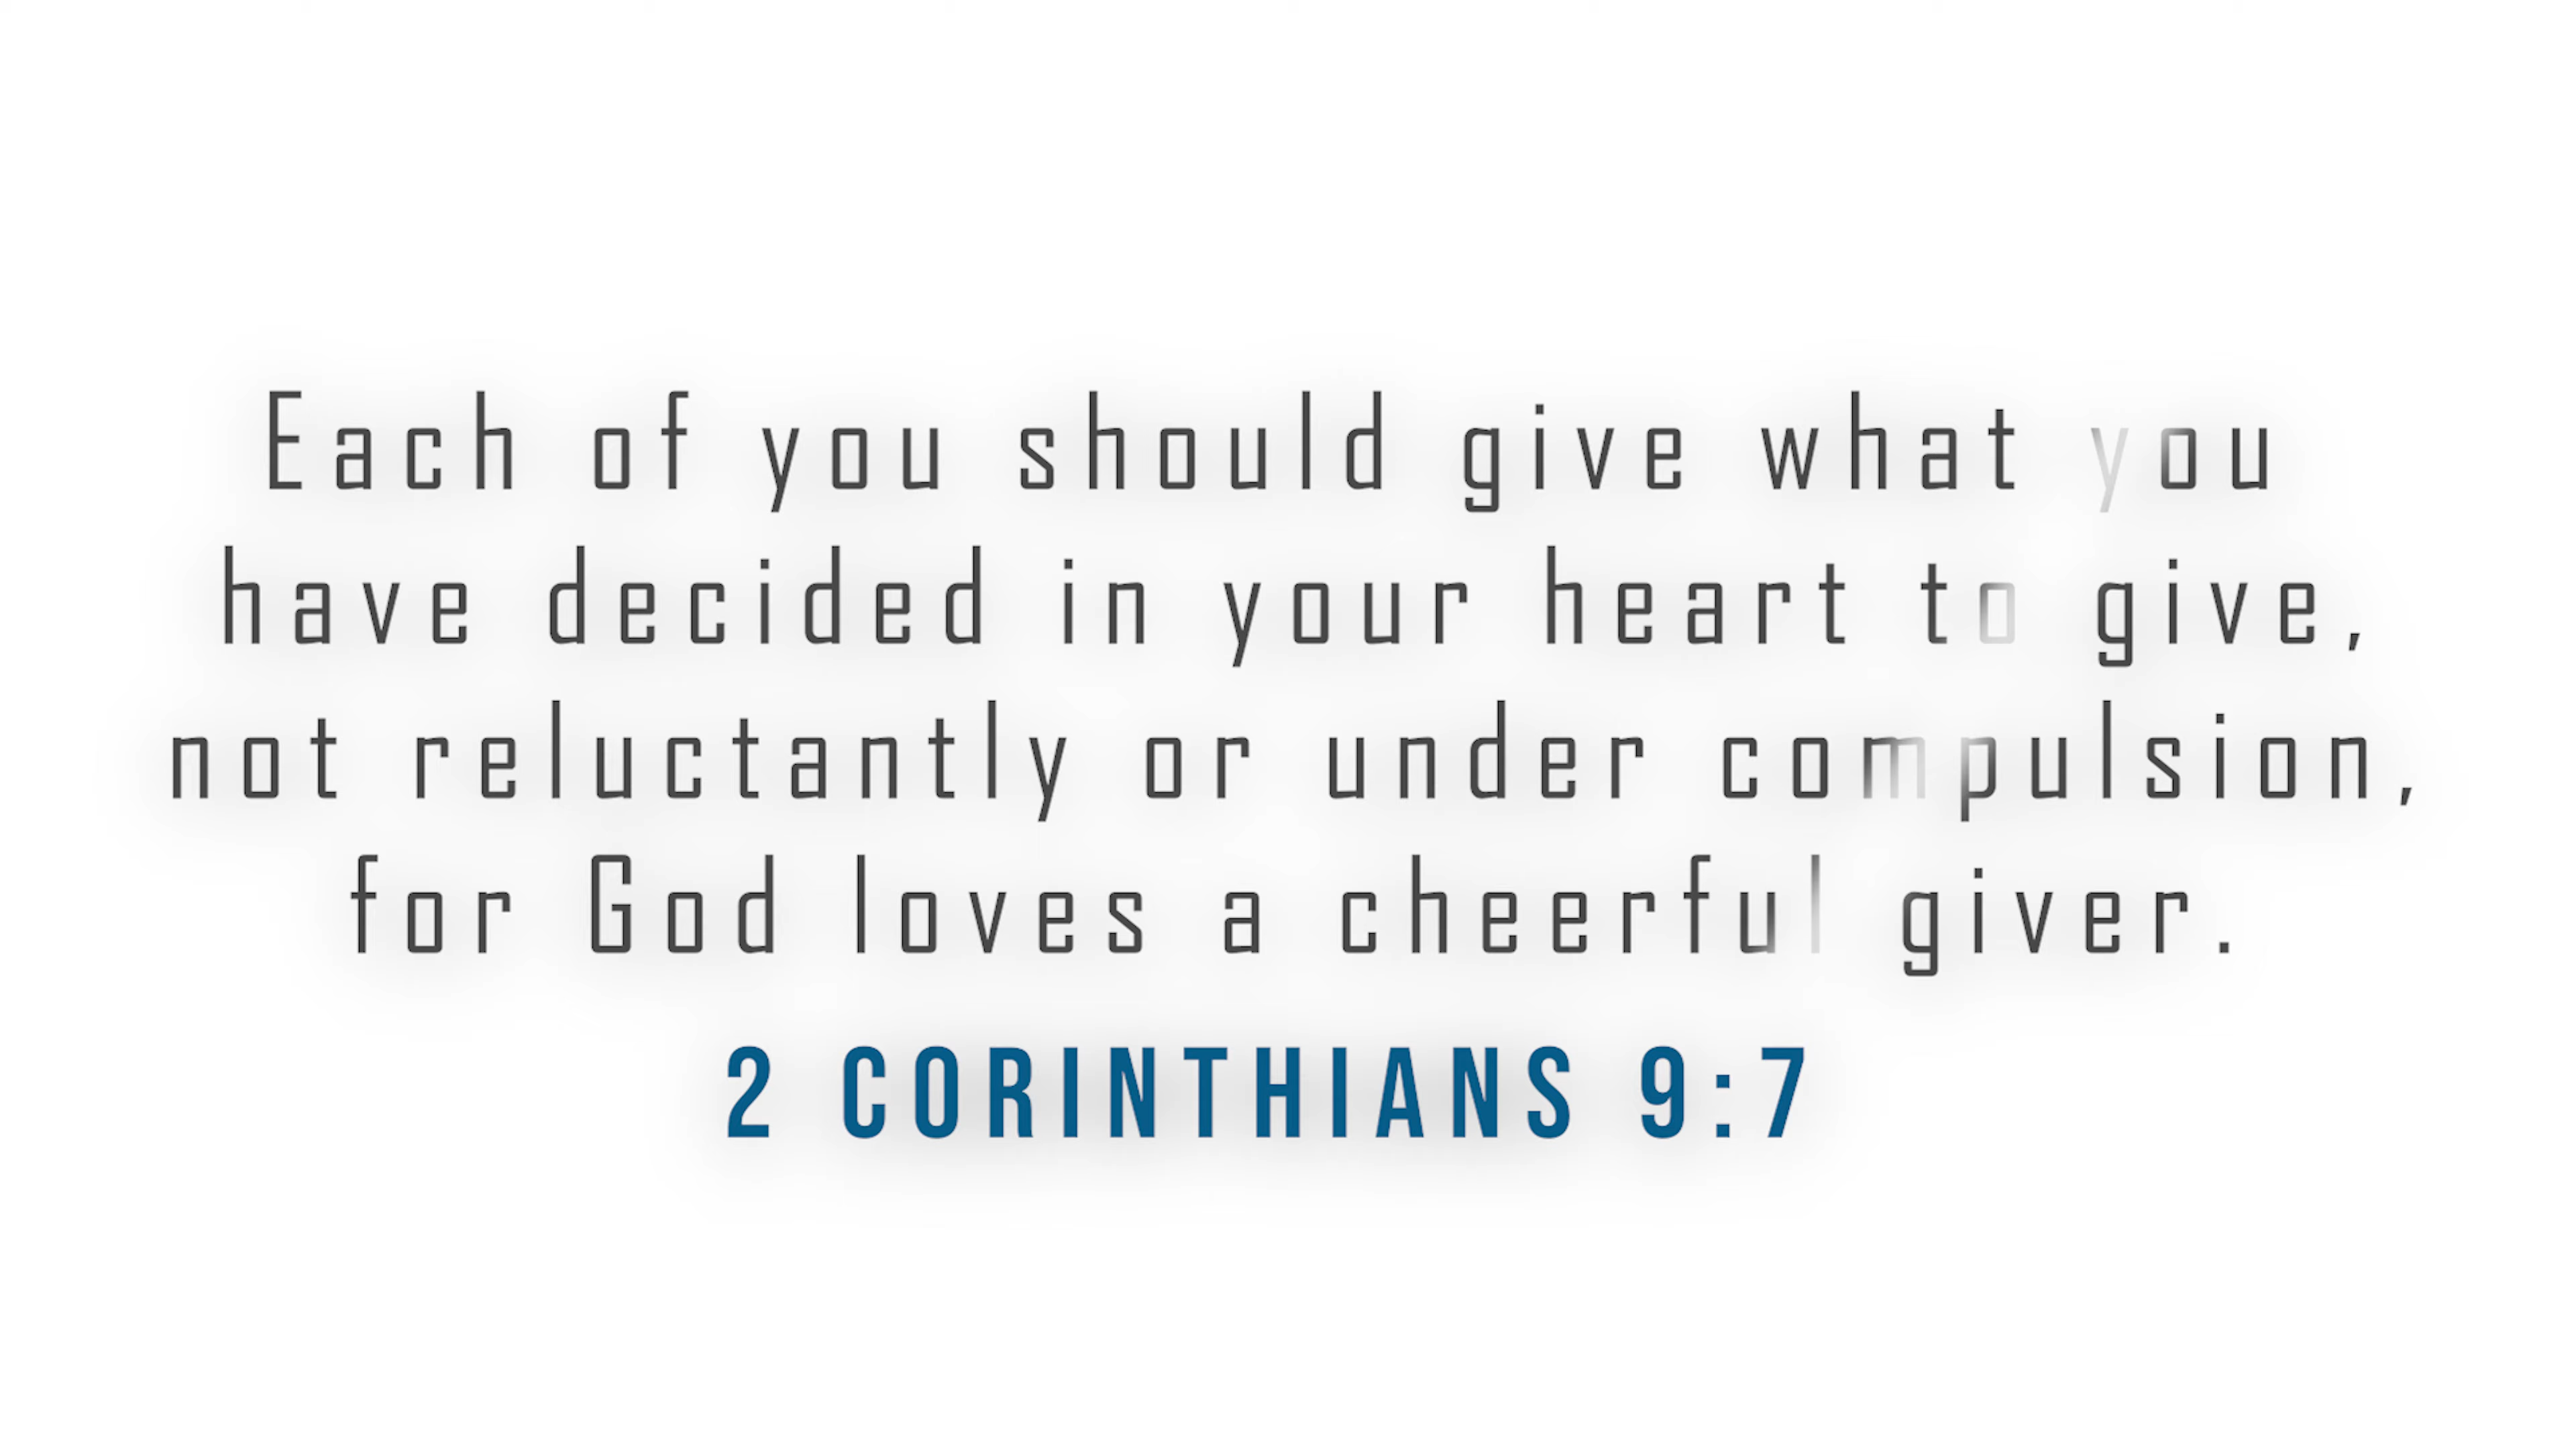 Each of you should give what you
have decided in your heart to give,
not reluctantly or under compulsion,
for God loves a cheerful giver.
2 CORINTHIANS 9:7